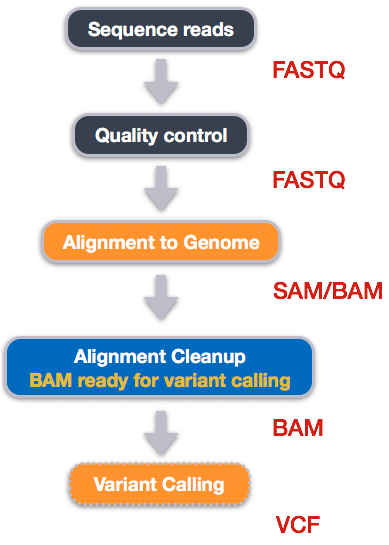 Sequence reads
FASTQ
Quality control
FASTQ
Alignment to Genome
SAM/BAM
Alignment Cleanup
BAM ready for variant calling
BAM
Variant Calling
VCF